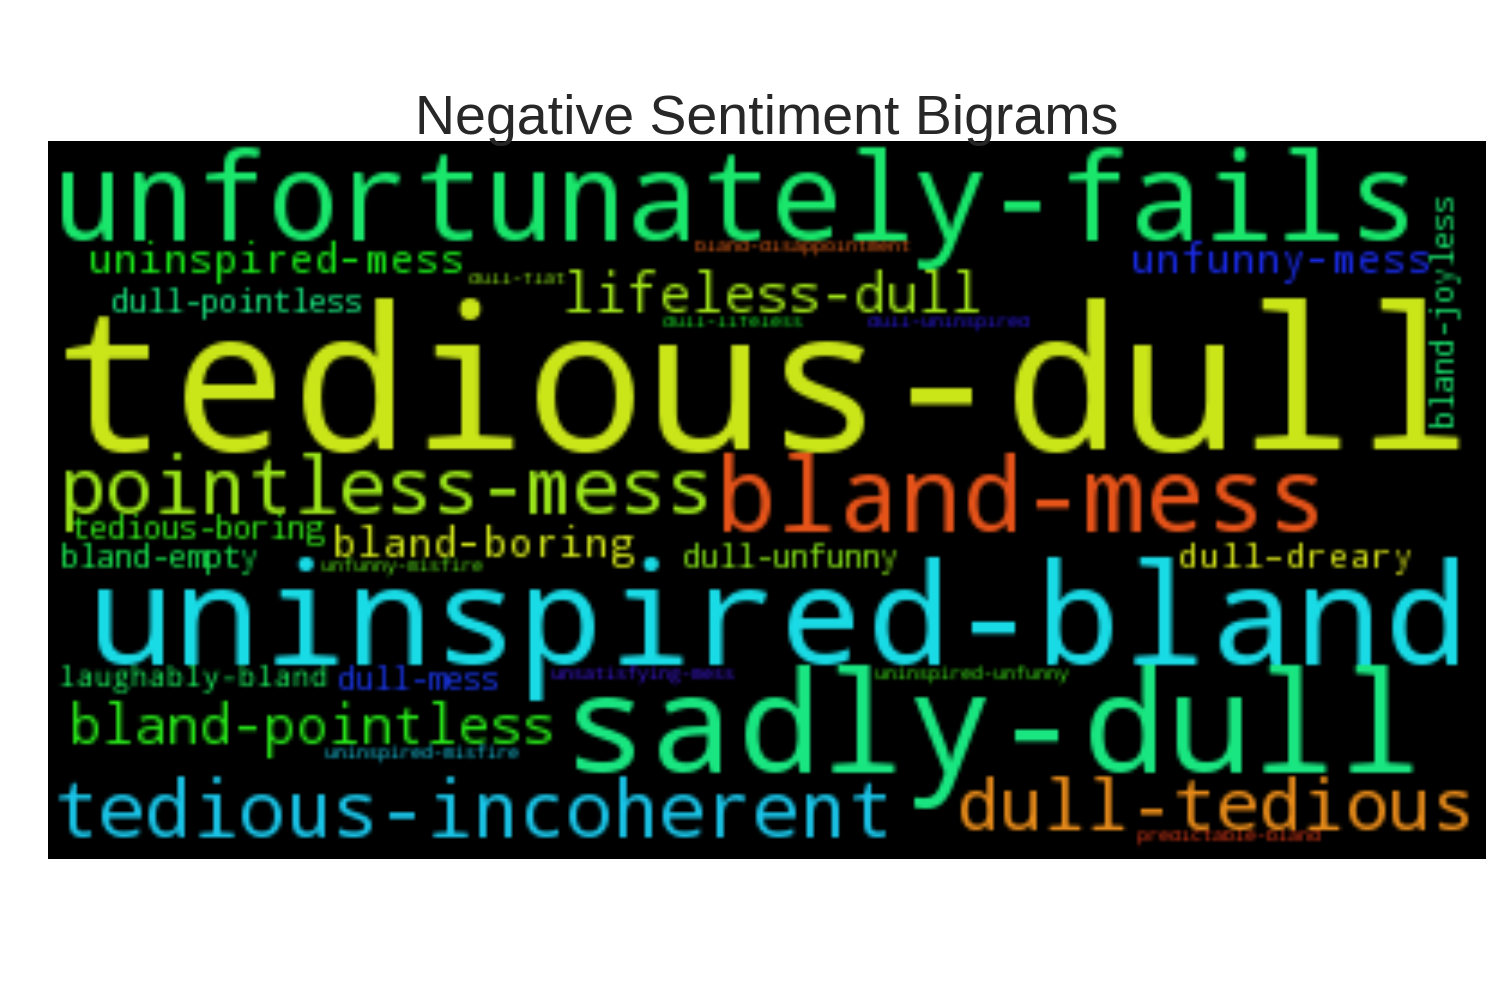 Negative Sentiment Bigrams
unfortunately-fails
bland-joyless
uninspired-mess
bland-disappointment
unfunny-mess
dull-flat
lifeless-dull
dull-pointless
dull-lifeless
dull-uninspired
tedious-dull
pointless-mess
bland-mess
tedious-boring
bland-boring
bland-empty
unfunny-misfire
dull-unfunny
dull-dreary
uninspired-bland
laughably-bland
dull-mess
unsatisfying-mess
uninspired-unfunny
bland-pointless
sadly-dull
uninspired-misfire
tedious-incoherent
dull-tedious
predictable-bland